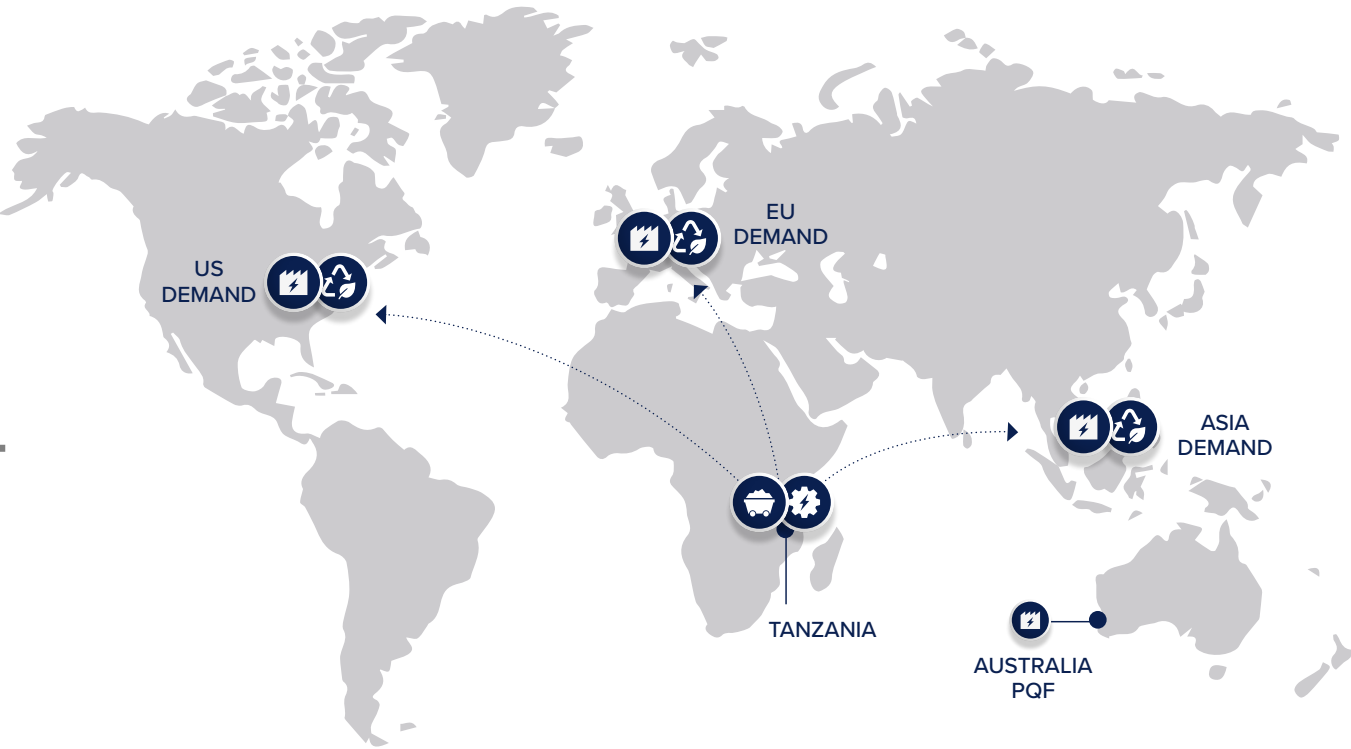 EU
DEMAND
US
DEMAND
ASIA
DEMAND
TANZANIA
AUSTRALIA
PQF